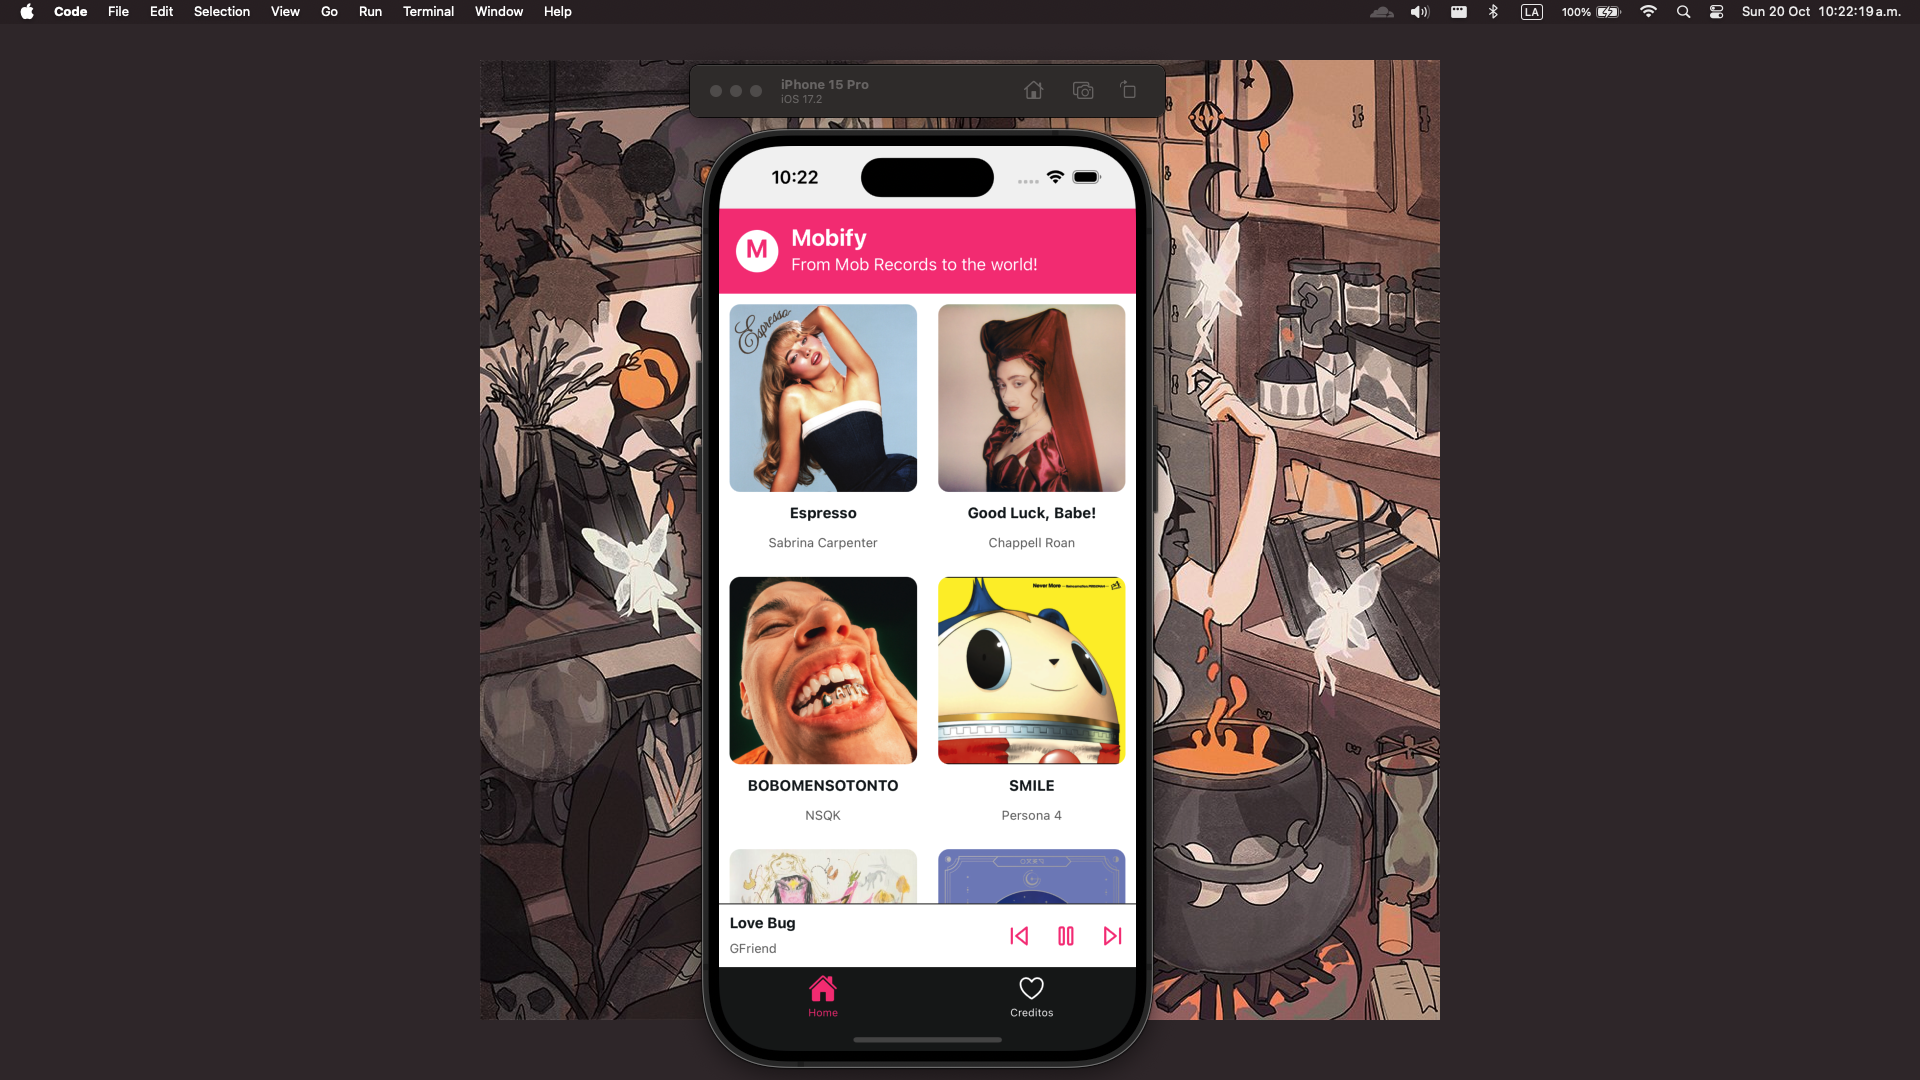 Code File Edit Selection View Go Run Terminal Window Help LA 100% Sun 20 Oct 10:22:19 a.m.
iPhone 15 Pro
iOS 17.2
10:22
M
Mobify
From Mob Records to the world!
Espresso
Espresso
Sabrina Carpenter
Good Luck, Babe!
Chappell Roan
Never More
BOBOMENSOTONTO
NSQK
SMILE
Persona 4
Love Bug
GFriend
Home
Creditos